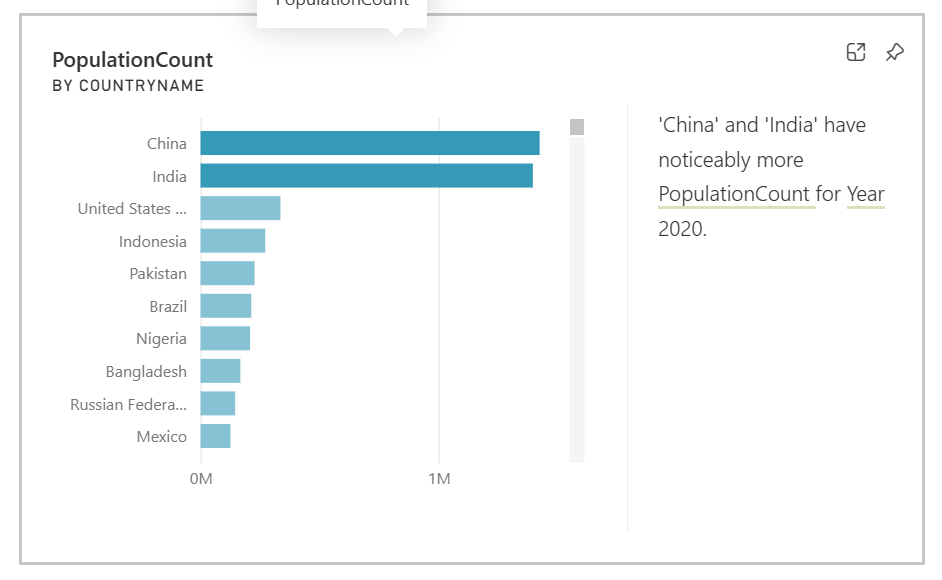 PopulationCount
PopulationCount
BY COUNTRYNAME
China
India
United States ...
Indonesia
Pakistan
Brazil
Nigeria
Bangladesh
Russian Federa...
Mexico
0M 1M
'China' and 'India' have
noticeably more
PopulationCount for Year
2020.